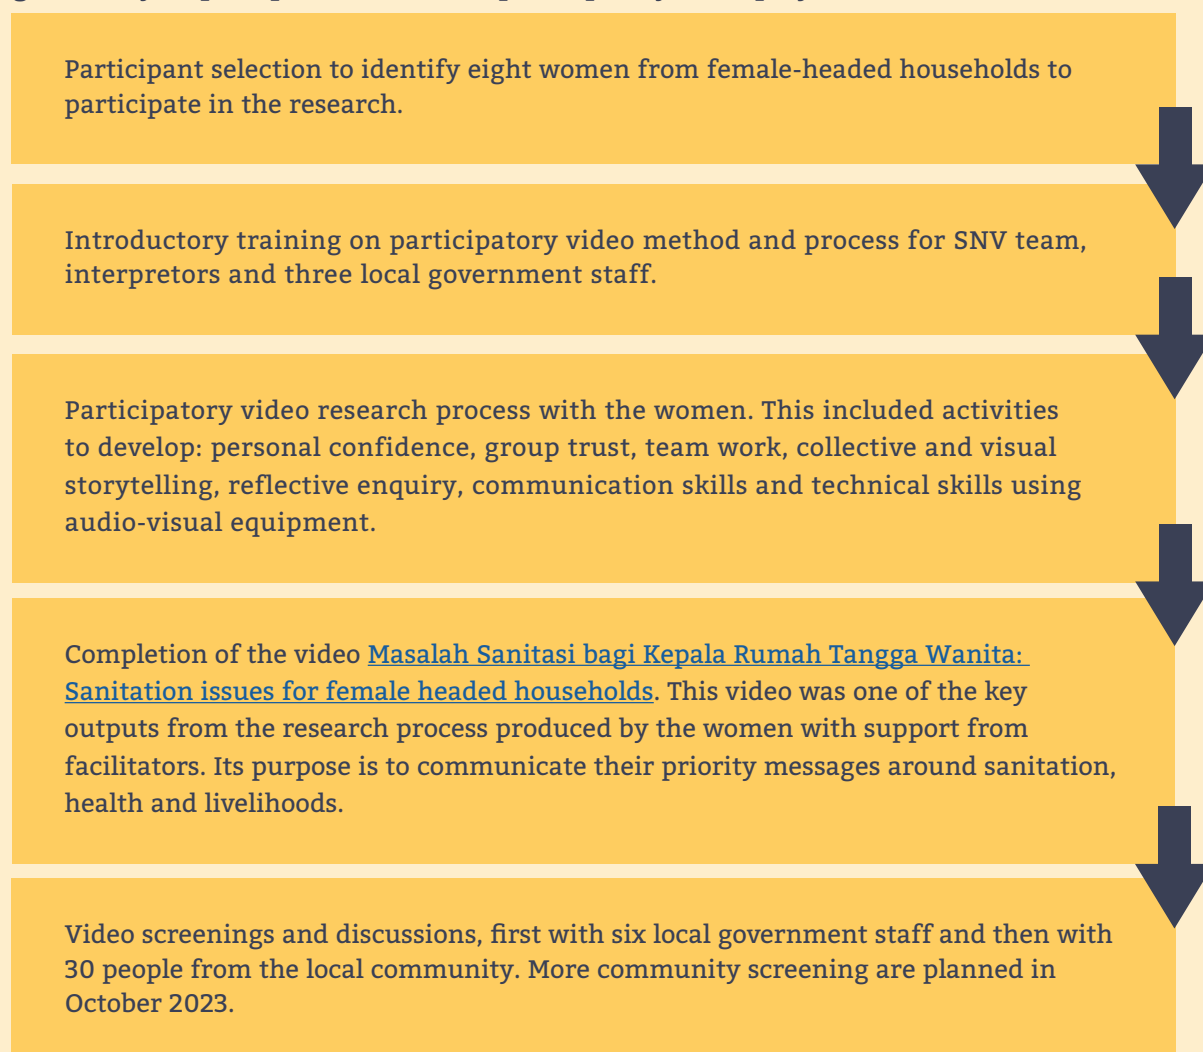 Participant selection to identify eight women from female-headed households to
participate in the research.
Introductory training on participatory video method and process for SNV team,
interpretors and three local government staff.
Participatory video research process with the women. This included activities
to develop: personal confidence, group trust, team work, collective and visual
storytelling, reflective enquiry, communication skills and technical skills using
audio-visual equipment.
Completion of the video Masalah Sanitasi bagi Kepala Rumah Tangga Wanita:
Sanitation issues for female headed households. This video was one of the key
outputs from the research process produced by the women with support from
facilitators. Its purpose is to communicate their priority messages around sanitation,
health and livelihoods.
Video screenings and discussions, first with six local government staff and then with
30 people from the local community. More community screening are planned in
October 2023.